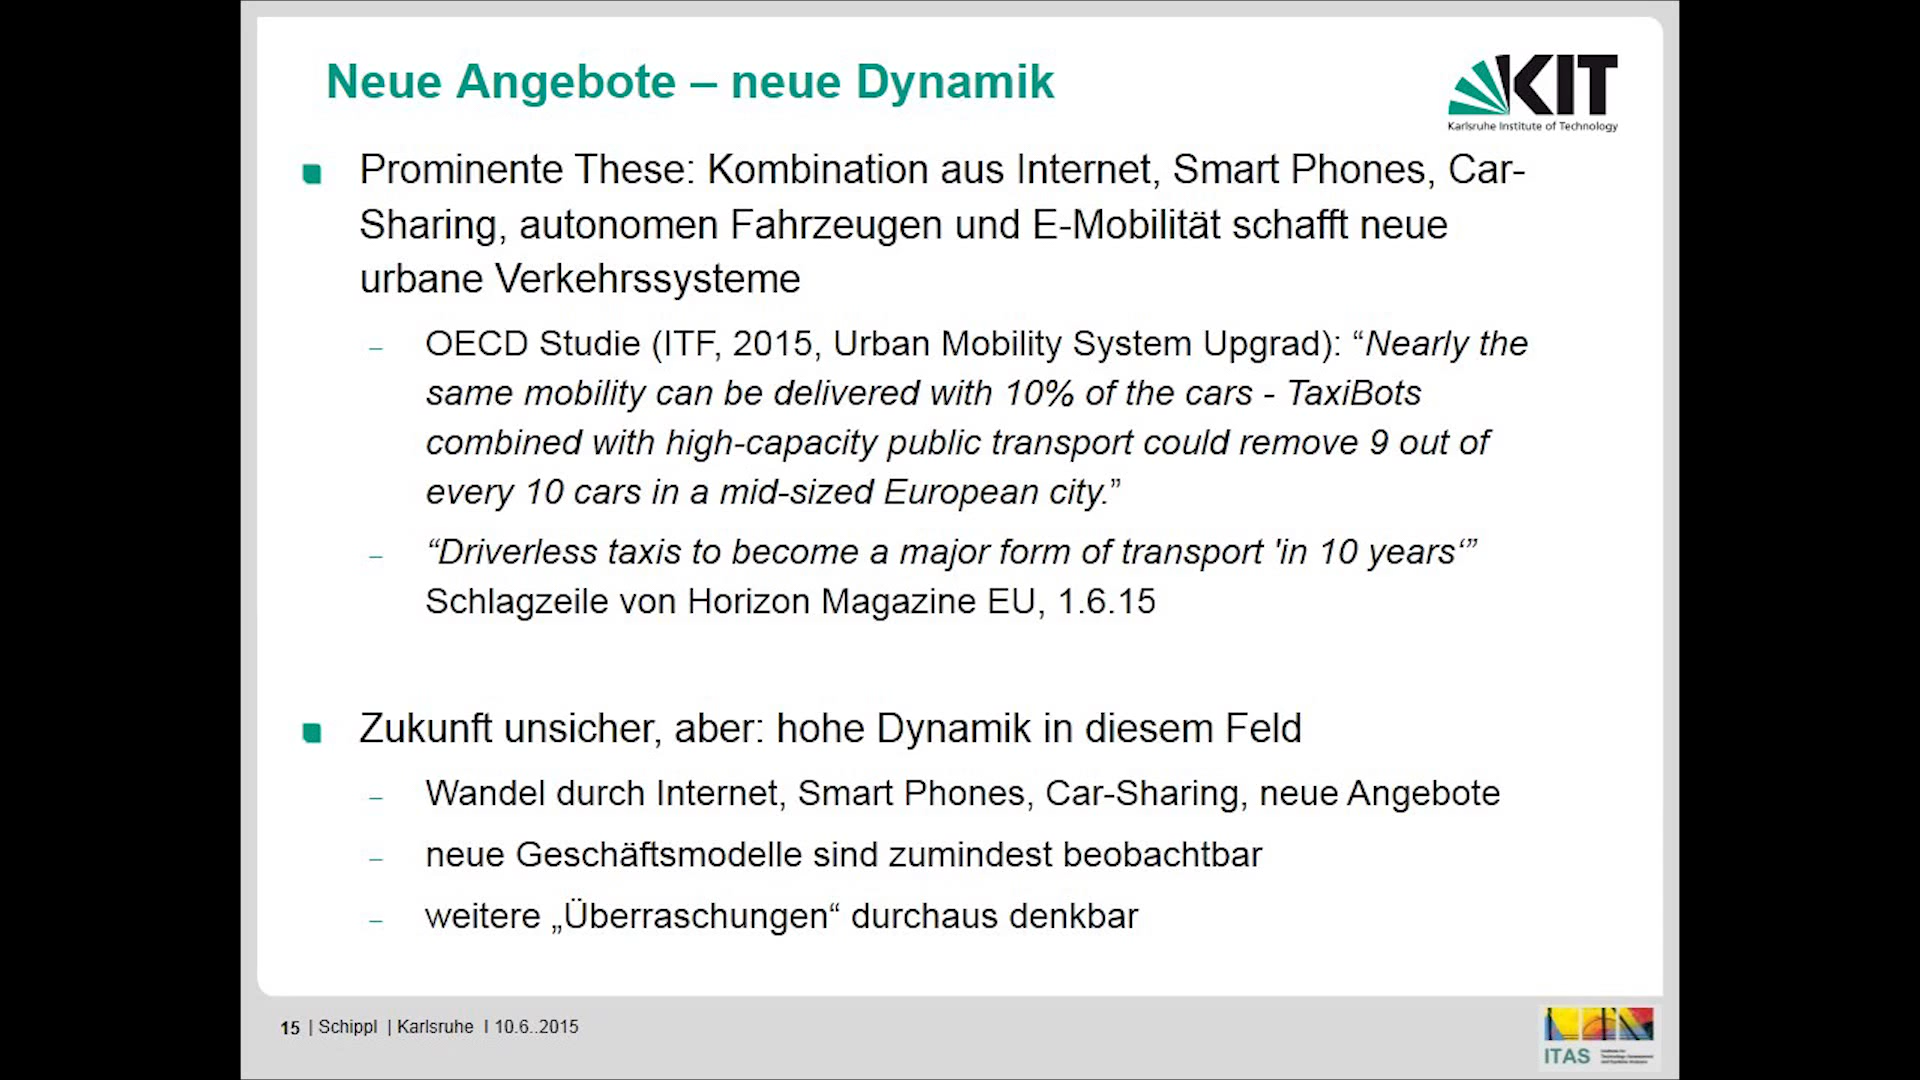 Neue Angebote – neue Dynamik
KIT
Karlsruhe Institute of Technology
Prominente These: Kombination aus Internet, Smart Phones, Car-
Sharing, autonomen Fahrzeugen und E-Mobilität schafft neue
urbane Verkehrssysteme
– OECD Studie (ITF, 2015, Urban Mobility System Upgrad): “Nearly the
same mobility can be delivered with 10% of the cars - TaxiBots
combined with high-capacity public transport could remove 9 out of
every 10 cars in a mid-sized European city.”
– “Driverless taxis to become a major form of transport 'in 10 years‘”
Schlagzeile von Horizon Magazine EU, 1.6.15
Zukunft unsicher, aber: hohe Dynamik in diesem Feld
– Wandel durch Internet, Smart Phones, Car-Sharing, neue Angebote
– neue Geschäftsmodelle sind zumindest beobachtbar
– weitere „Überraschungen“ durchaus denkbar
15 | Schippl | Karlsruhe I 10.6..2015
ITAS